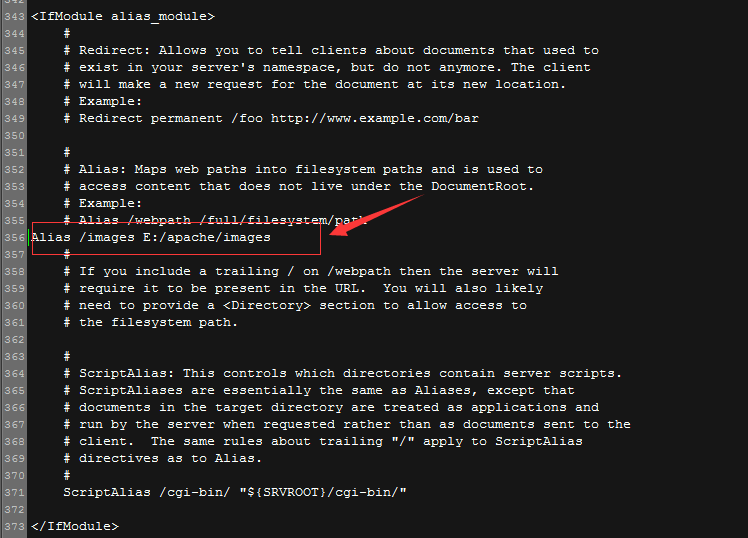 342
343 <IfModule alias_module>
344 #
345 # Redirect: Allows you to tell clients about documents that used to
346 # exist in your server's namespace, but do not anymore. The client
347 # will make a new request for the document at its new location.
348 # Example:
349 # Redirect permanent /foo http://www.example.com/bar
350
351 #
352 # Alias: Maps web paths into filesystem paths and is used to
353 # access content that does not live under the DocumentRoot.
354 # Example:
355 # Alias /webpath /full/filesystem/path
356 Alias /images E:/apache/images
357 #
358 # If you include a trailing / on /webpath then the server will
359 # require it to be present in the URL.  You will also likely
360 # need to provide a <Directory> section to allow access to
361 # the filesystem path.
362
363 #
364 # ScriptAlias: This controls which directories contain server scripts.
365 # ScriptAliases are essentially the same as Aliases, except that
366 # documents in the target directory are treated as applications and
367 # run by the server when requested rather than as documents sent to the
368 # client.  The same rules about trailing "/" apply to ScriptAlias
369 # directives as to Alias.
370 #
371 ScriptAlias /cgi-bin/ "${SRVROOT}/cgi-bin/"
372
373 </IfModule>